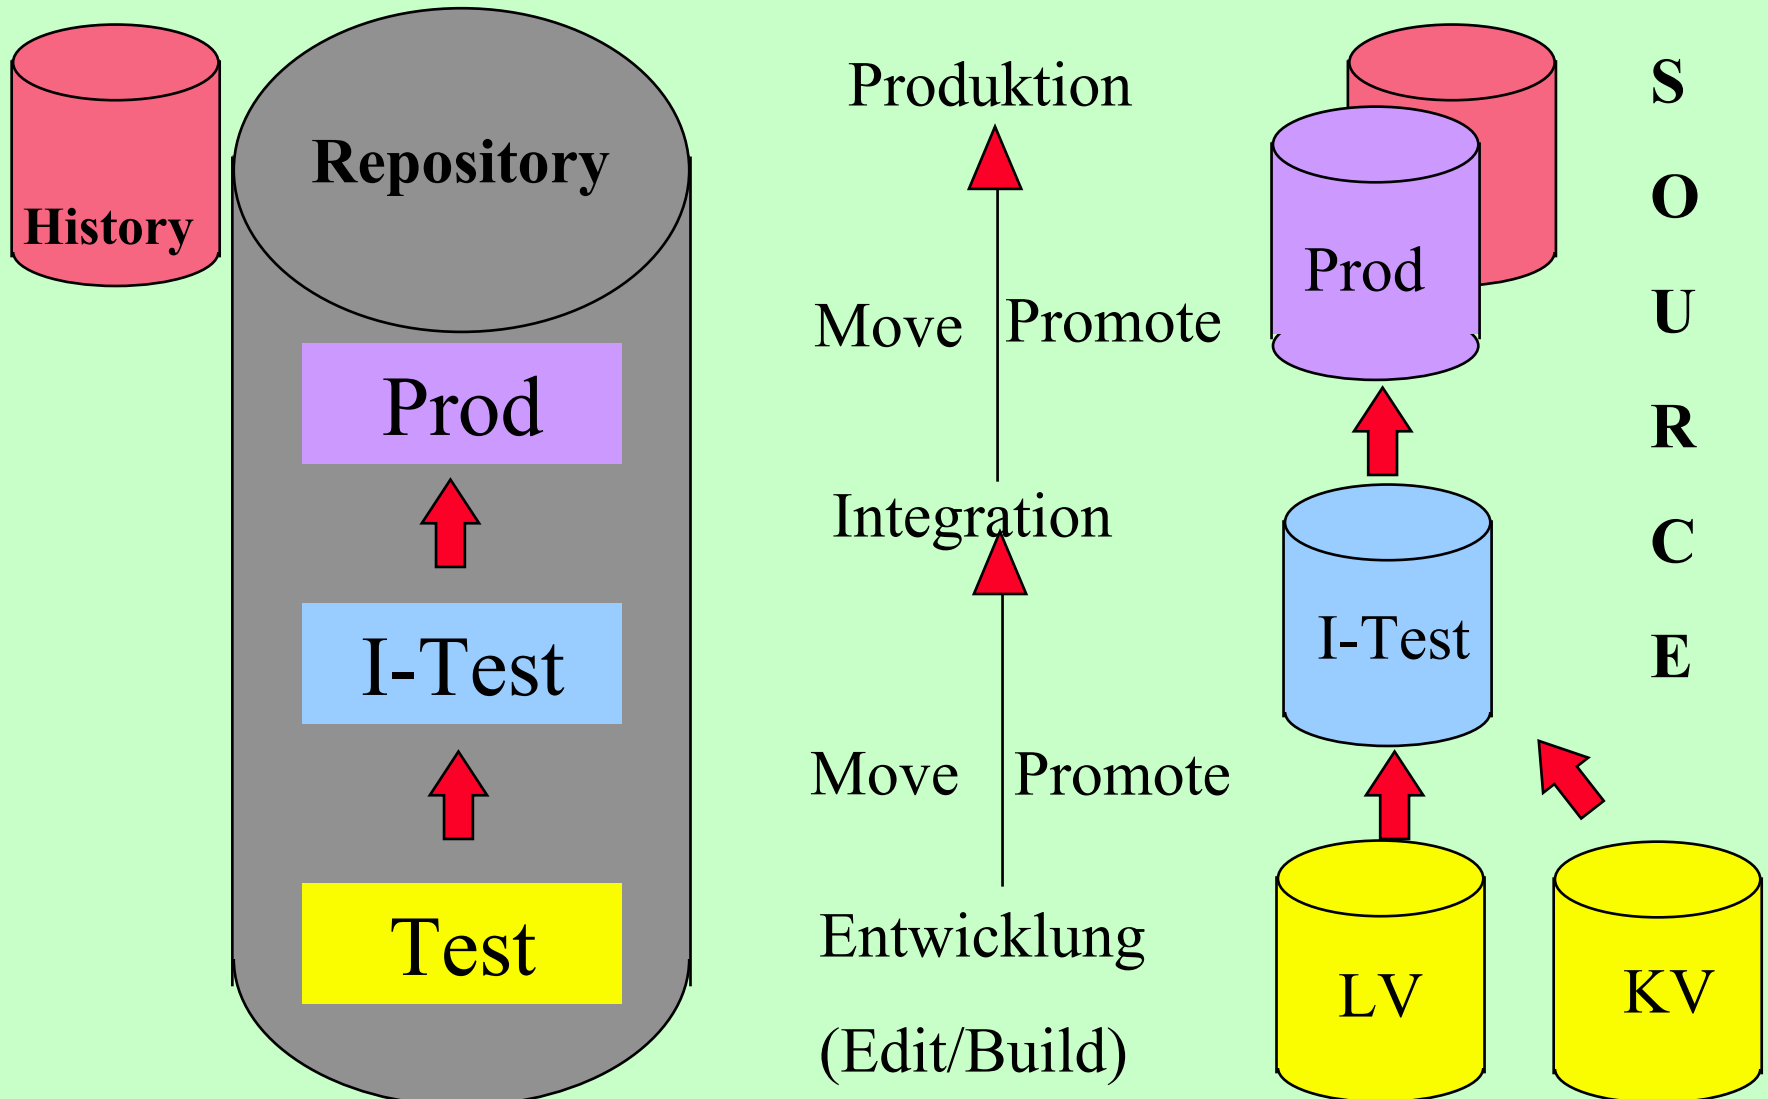 History
Repository
Prod
I-Test
Test
Produktion
Move Promote
Integration
Move Promote
Entwicklung
(Edit/Build)
Prod
I-Test
LV
KV
S
O
U
R
C
E